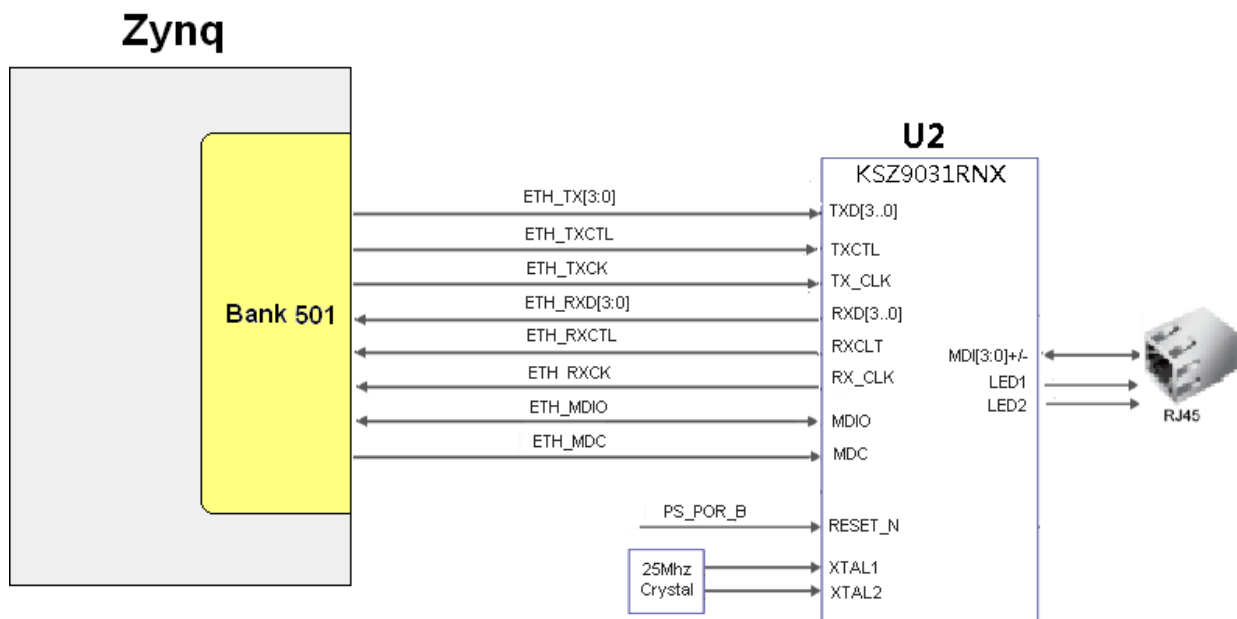 Zynq
U2
KSZ9031RNX
ETH_TX[3:0]
TXD[3..0]
ETH_TXCTL
TXCTL
ETH_TXCK
TX_CLK
Bank 501
ETH_RXD[3:0]
RXD[3..0]
ETH_RXCTL
RXCLT
ETH RXCK
RX_CLK
MDI[3:0]+/-
LED1
LED2
RJ45
ETH_MDIO
MDIO
ETH_MDC
MDC
PS_POR_B
RESET_N
25Mhz
Crystal
XTAL1
XTAL2